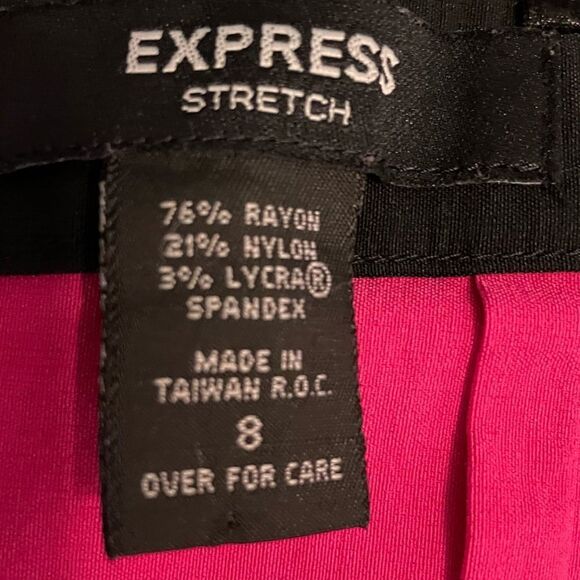 EXPRESS
STRETCH
76% RAYON
21% NYLON
3% LYCRA®
SPANDEX
MADE IN
TAIWAN R.O.C.
8
OVER FOR CARE